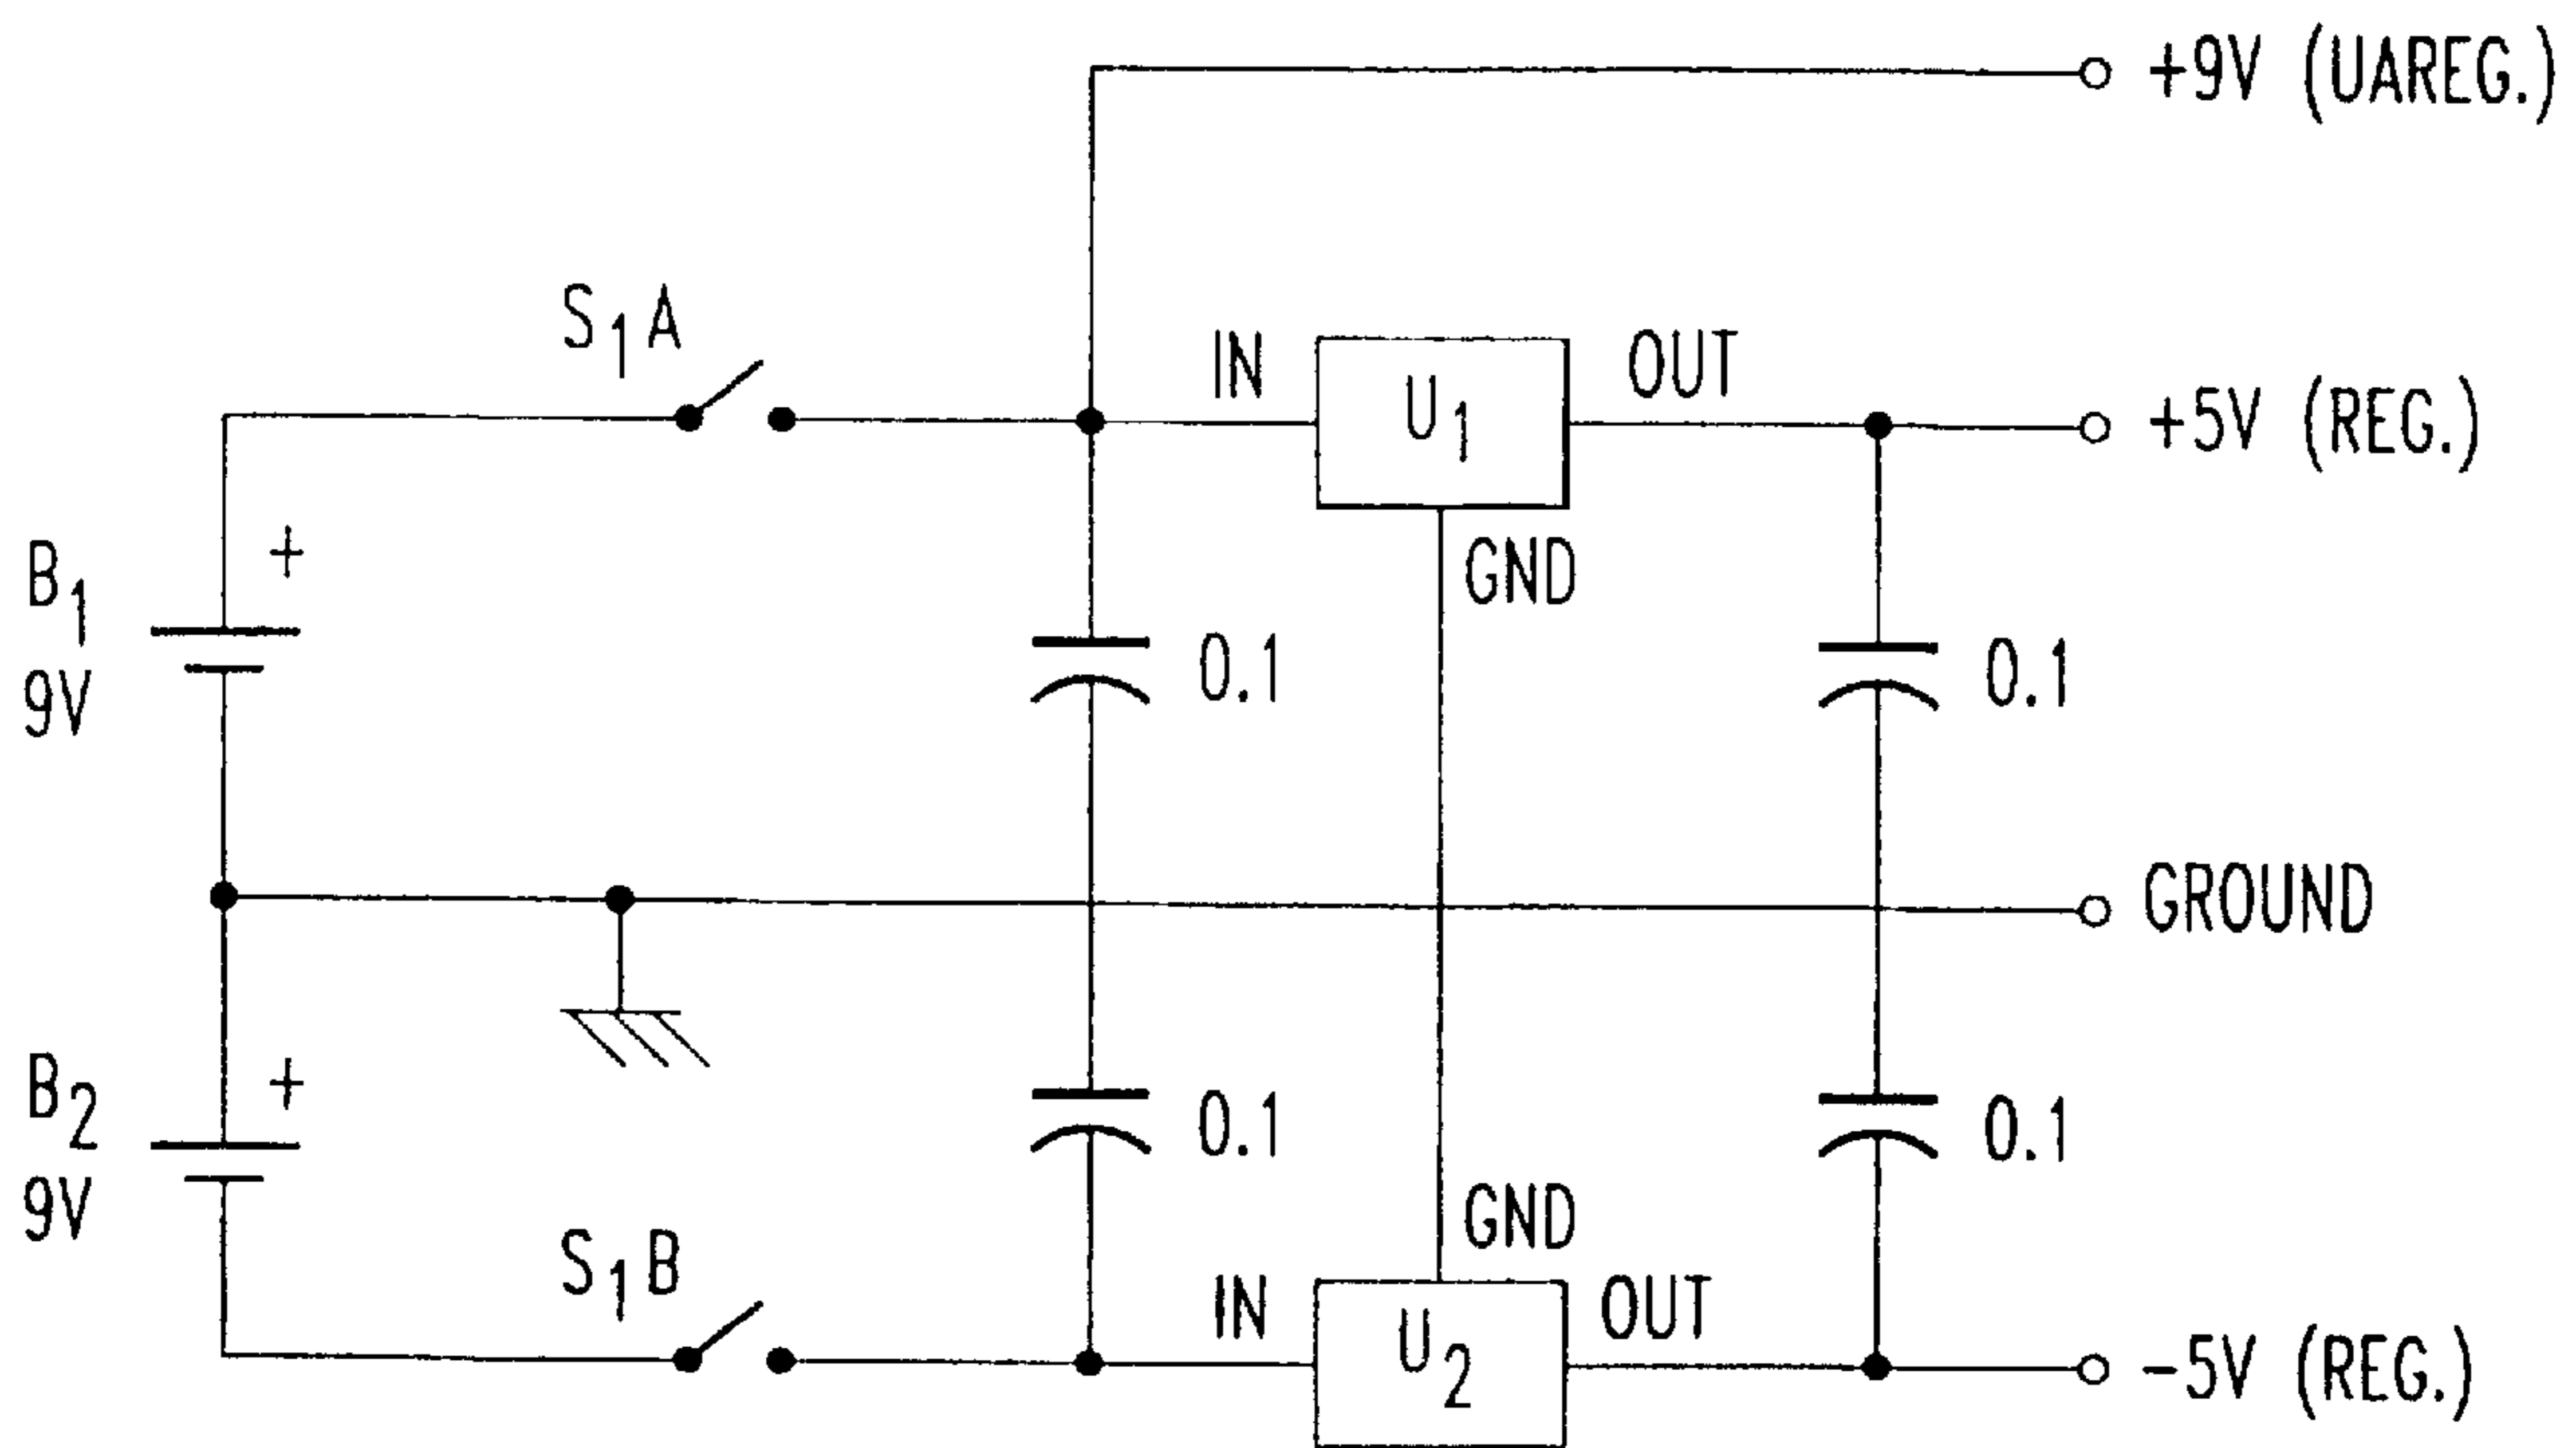 +9V (UAREG.)
S1A
IN
U1
OUT
+5V (REG.)
B1
+
9V
GND
0.1
0.1
GROUND
B2
+
9V
0.1
0.1
GND
S1B
IN
U2
OUT
-5V (REG.)